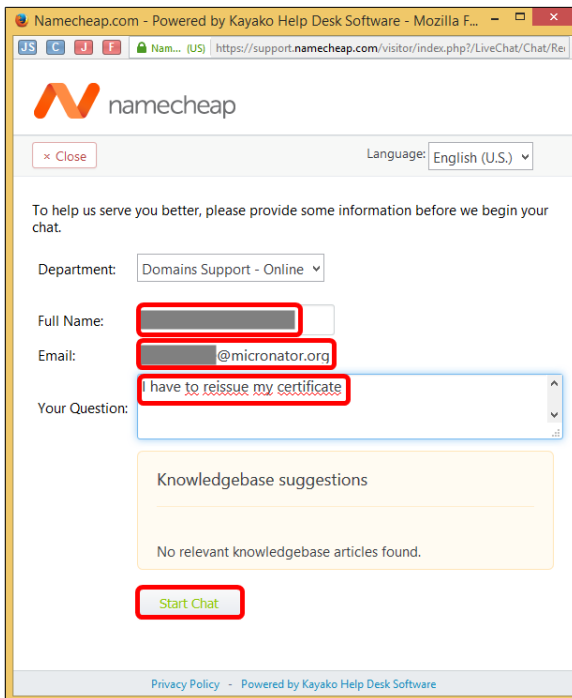 Namecheap.com - Powered by Kayako Help Desk Software - Mozilla F...
JS C J F Nam... (US) https://support.namecheap.com/visitor/index.php?/LiveChat/Chat/Re
namecheap
× Close Language: English (U.S.)
To help us serve you better, please provide some information before we begin your
chat.
Department: Domains Support - Online
Full Name:
Email: @micronator.org
I have to reissue my certificate
Your Question:
Knowledgebase suggestions
No relevant knowledgebase articles found.
Start Chat
Privacy Policy - Powered by Kayako Help Desk Software